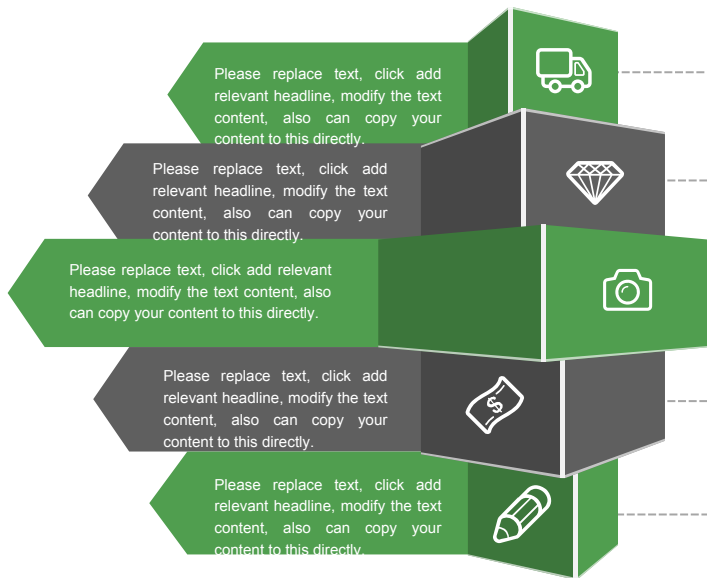 Please replace text, click add
relevant headline, modify the text
content, also can copy your
content to this directly.
Please replace text, click add
relevant headline, modify the text
content, also can copy your
content to this directly.
Please replace text, click add relevant
headline, modify the text content, also
can copy your content to this directly.
Please replace text, click add
relevant headline, modify the text
content, also can copy your
content to this directly.
Please replace text, click add
relevant headline, modify the text
content, also can copy your
content to this directly.
$